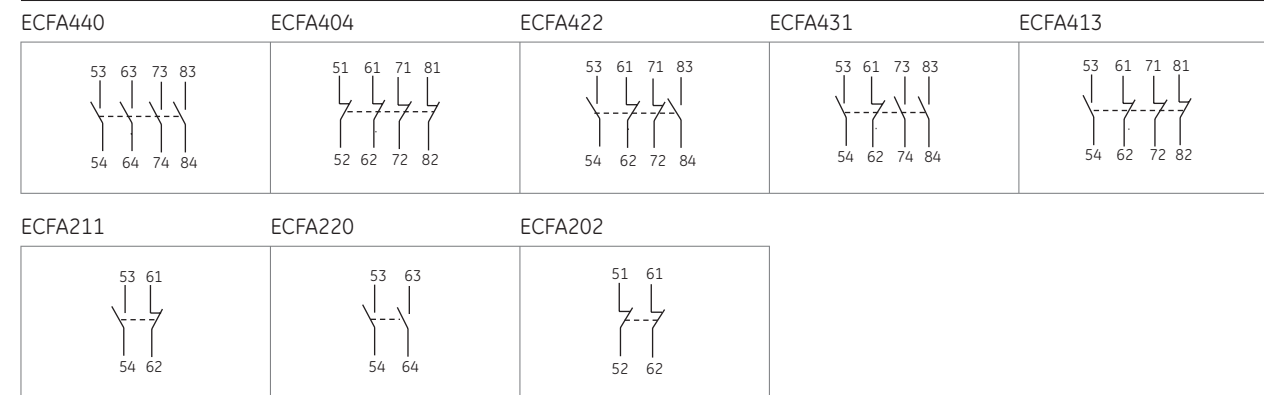 ECFA440 ECFA404 ECFA422 ECFA431 ECFA413
53 63 73 83 51 61 71 81 53 61 71 83 53 61 73 83 53 61 71 81
54 64 74 84 52 62 72 82 54 62 72 84 54 62 74 84 54 62 72 82
ECFA211 ECFA220 ECFA202
53 61 53 63 51 61
54 62 54 64 52 62